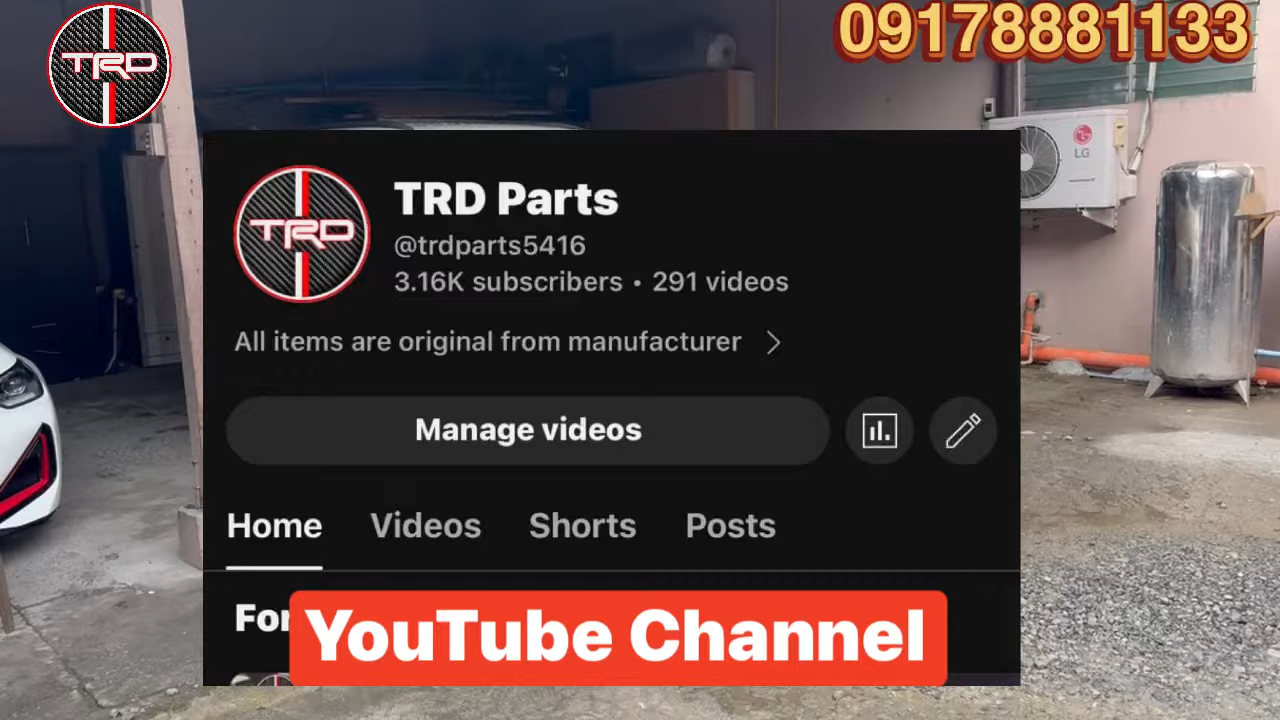 TRD
09178881133
LG
TRD
TRD Parts
@trdparts5416
3.16K subscribers • 291 videos
All items are original from manufacturer
Manage videos
Home Videos Shorts Posts
For
YouTube Channel